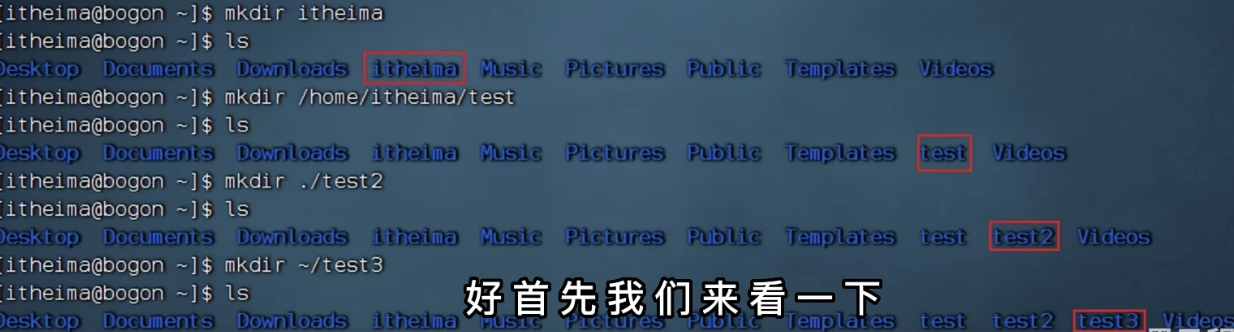 [itheima@bogon ~]$ mkdir itheima
[itheima@bogon ~]$ ls
Desktop Documents Downloads itheima Music Pictures Public Templates Videos
[itheima@bogon ~]$ mkdir /home/itheima/test
[itheima@bogon ~]$ ls
Desktop Documents Downloads itheima Music Pictures Public Templates test Videos
[itheima@bogon ~]$ mkdir ./test2
[itheima@bogon ~]$ ls
Desktop Documents Downloads itheima Music Pictures Public Templates test test2 Videos
[itheima@bogon ~]$ mkdir ~/test3
[itheima@bogon ~]$ ls
Desktop Documents Downloads itheima Music Pictures Public Templates test test2 test3 Videos
好首先我们来看一下